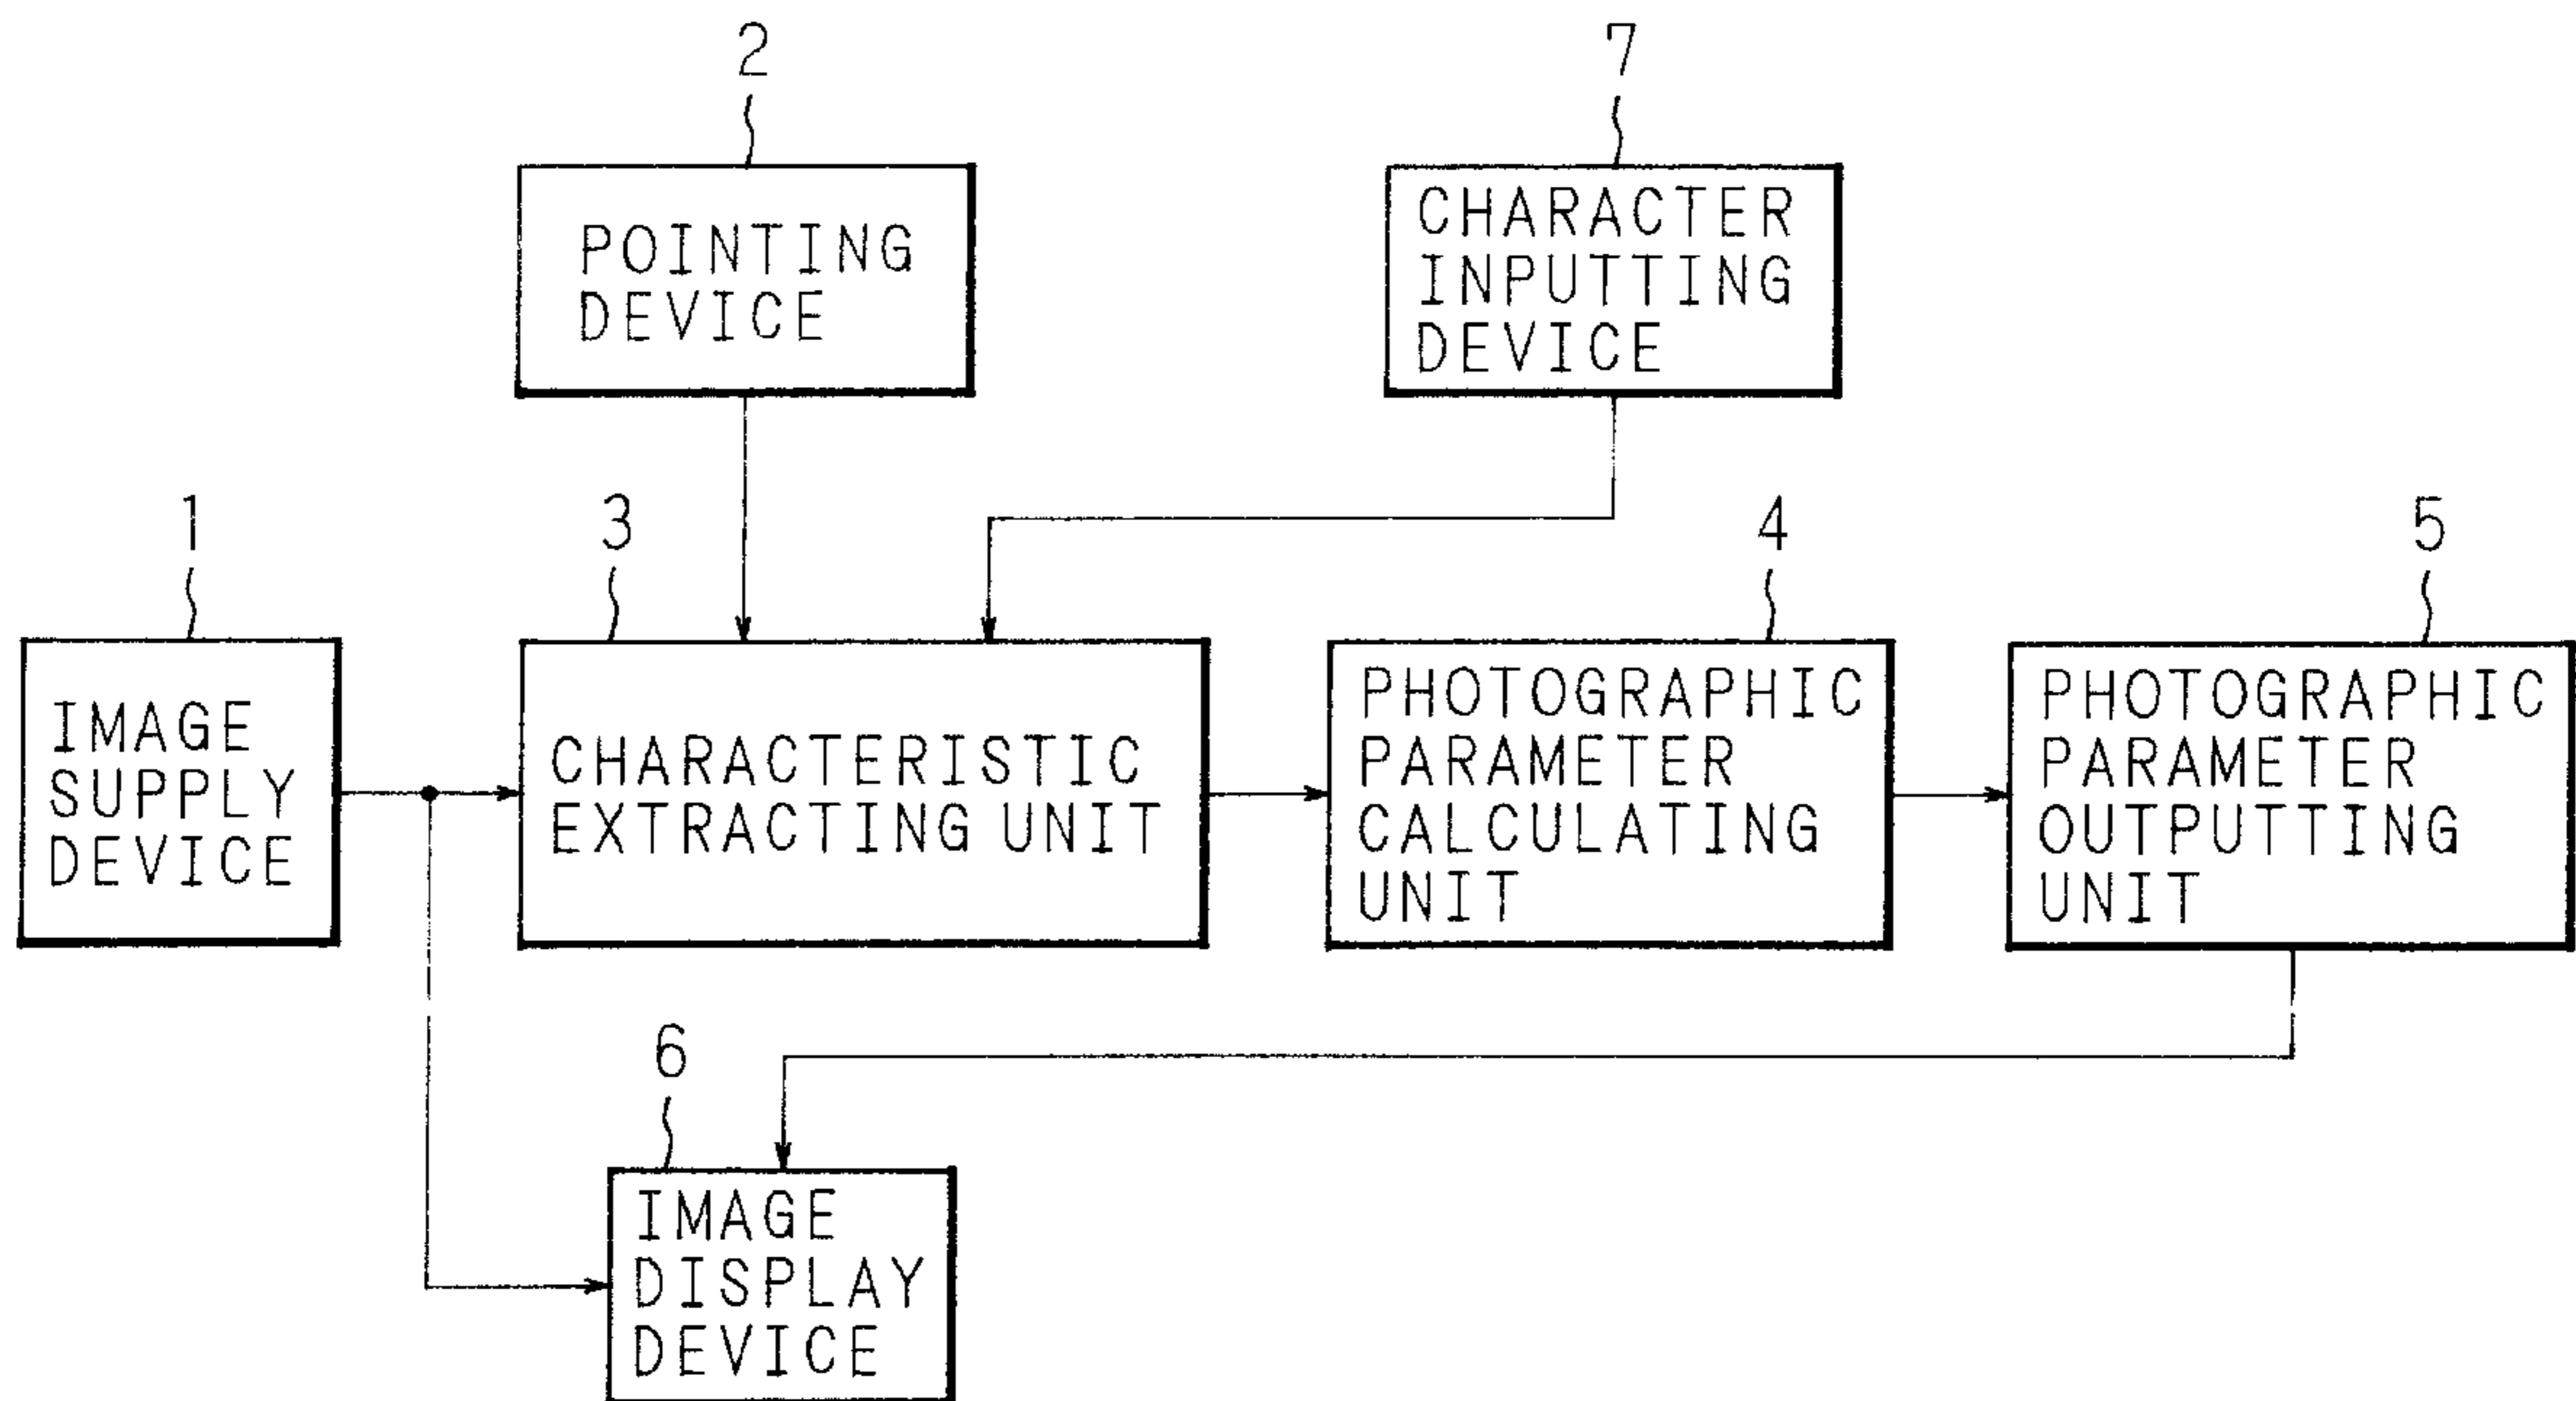 2
POINTING
DEVICE
7
CHARACTER
INPUTTING
DEVICE
1
IMAGE
SUPPLY
DEVICE
3
CHARACTERISTIC
EXTRACTING UNIT
4
PHOTOGRAPHIC
PARAMETER
CALCULATING
UNIT
5
PHOTOGRAPHIC
PARAMETER
OUTPUTTING
UNIT
6
IMAGE
DISPLAY
DEVICE